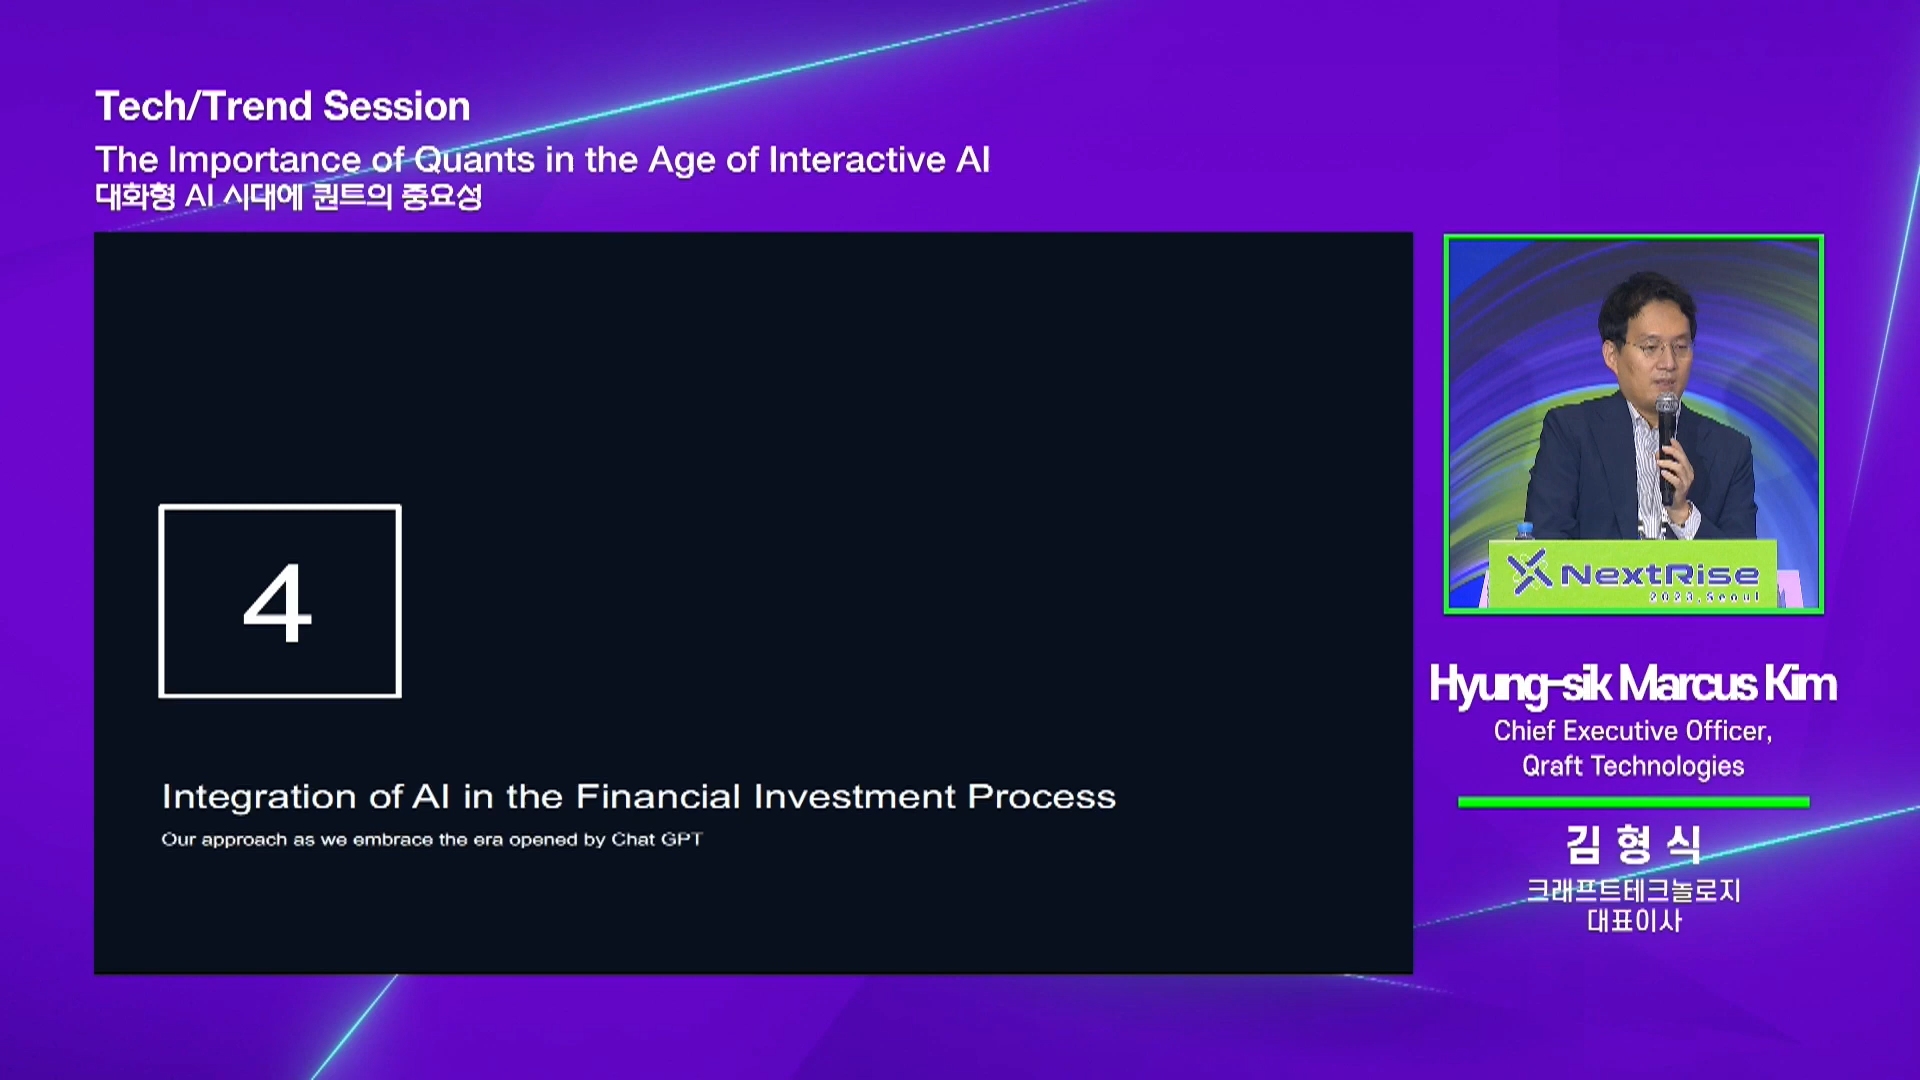 Tech/Trend Session
The Importance of Quants in the Age of Interactive AI
대화형 AI 시대에 퀀트의 중요성
4
Integration of AI in the Financial Investment Process
Our approach as we embrace the era opened by Chat GPT
NextRise
2023.Seoul
Hyung-sik Marcus Kim
Chief Executive Officer,
Qraft Technologies
김형식
크래프트테크놀로지
대표이사